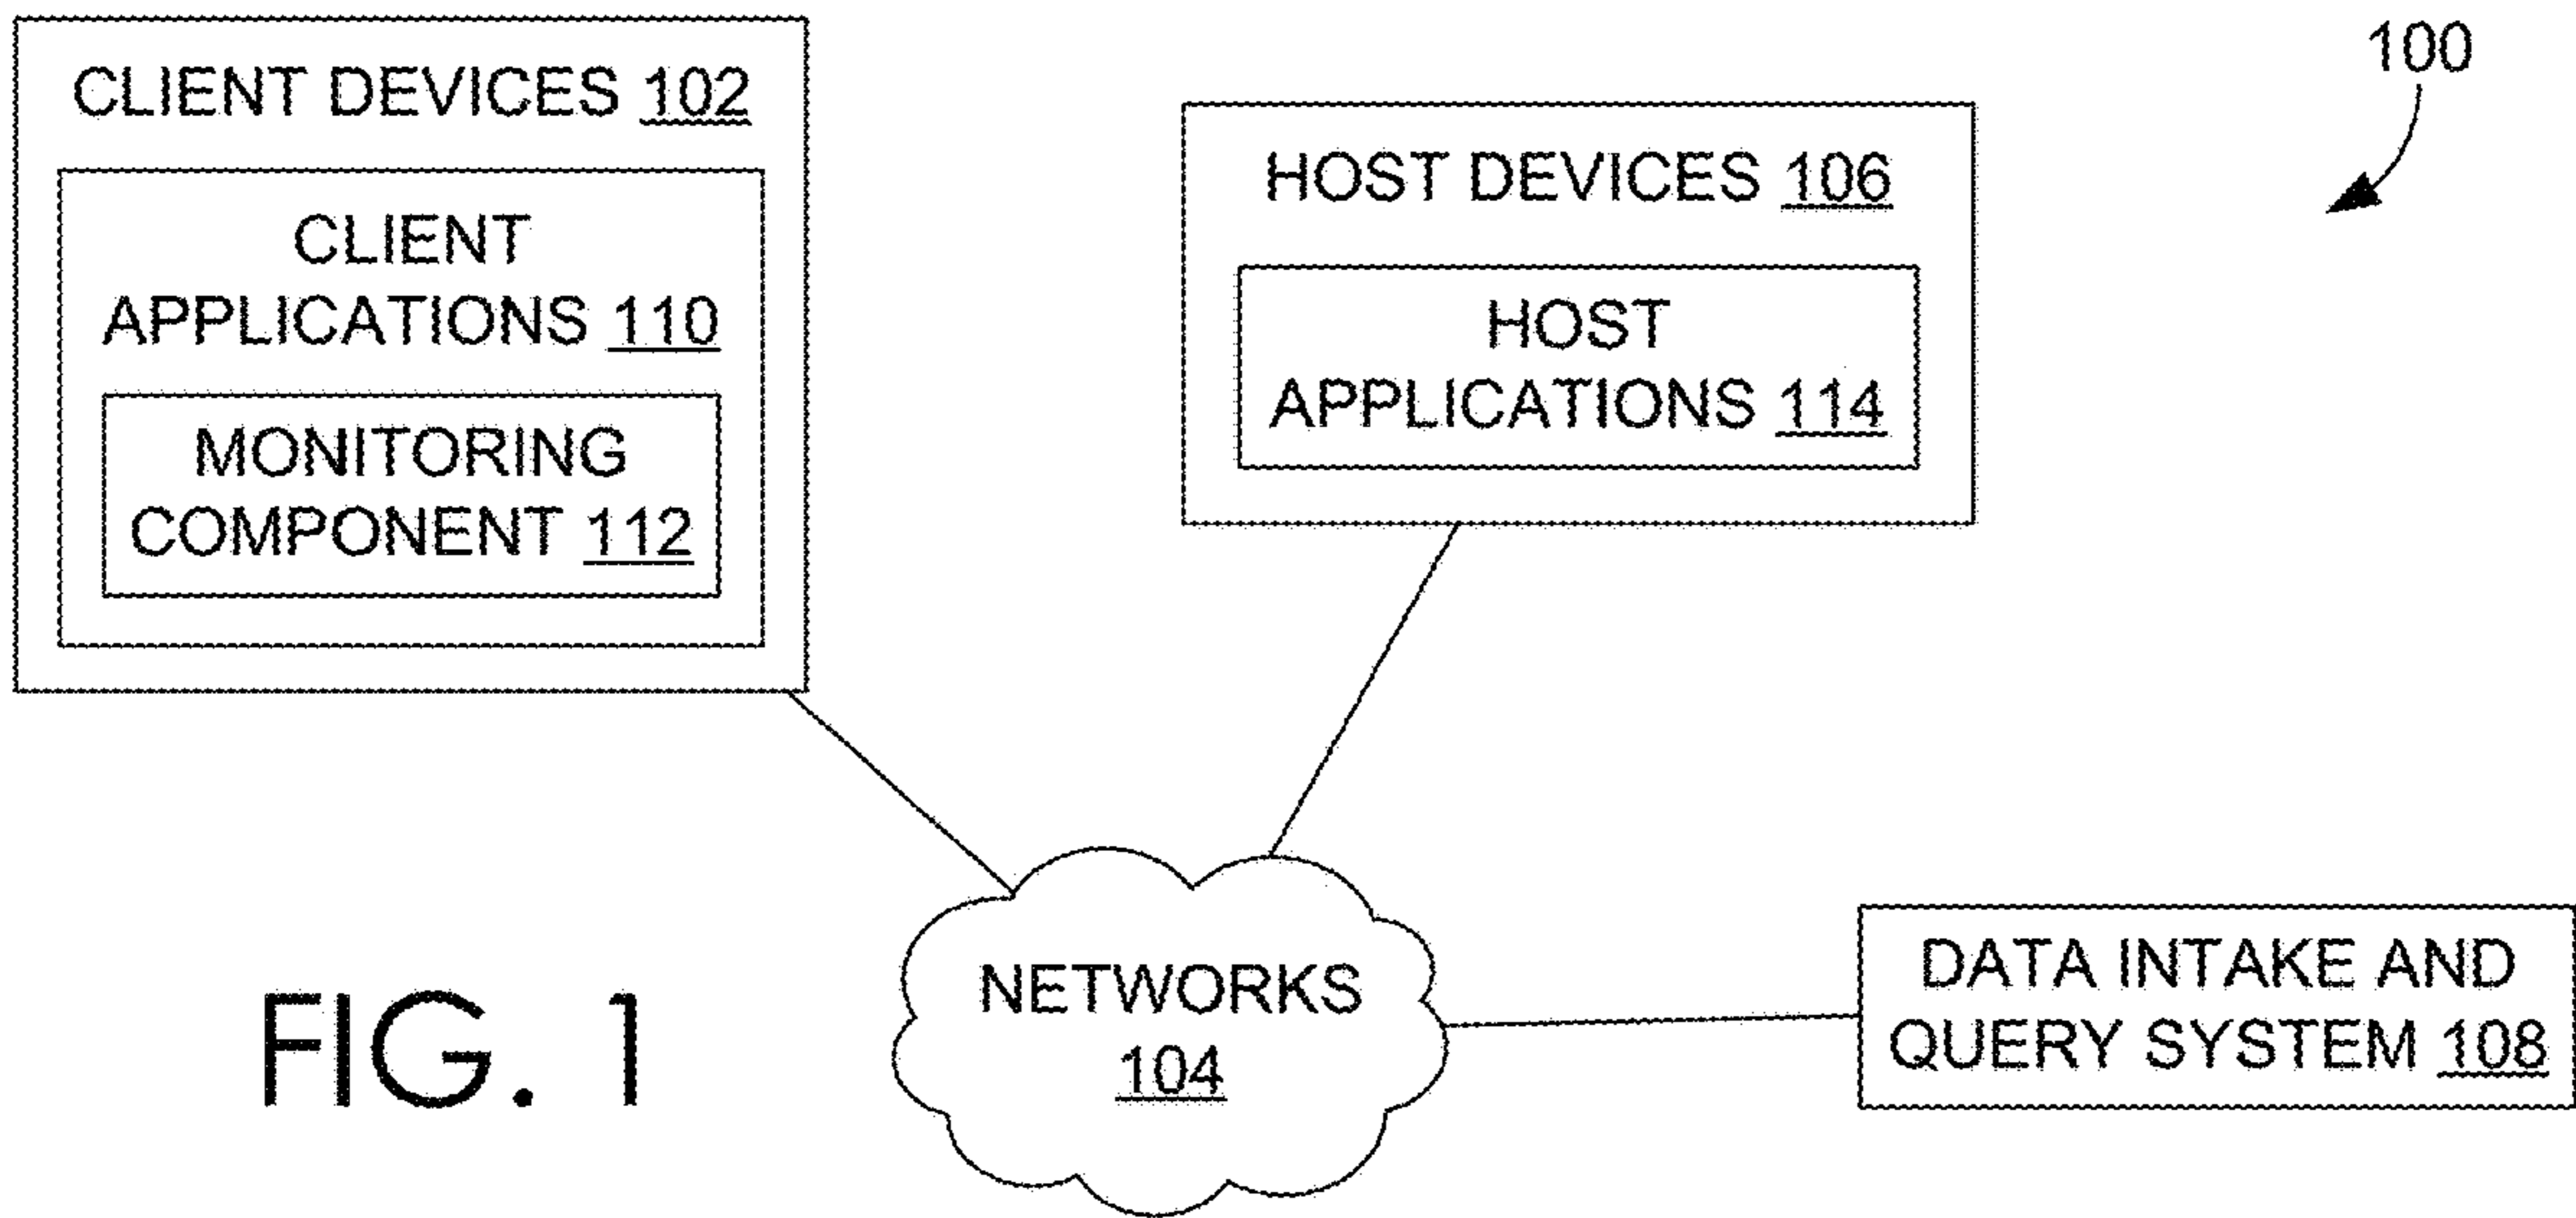 100
CLIENT DEVICES 102
CLIENT
APPLICATIONS 110
MONITORING
COMPONENT 112
HOST DEVICES 106
HOST
APPLICATIONS 114
NETWORKS
104
DATA INTAKE AND
QUERY SYSTEM 108
FIG. 1